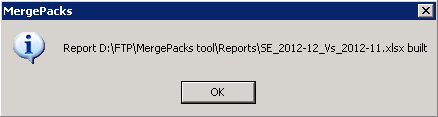 MergePacks
Report D:\FTP\MergePacks tool\Reports\SE_2012-12_Vs_2012-11.xlsx built
OK